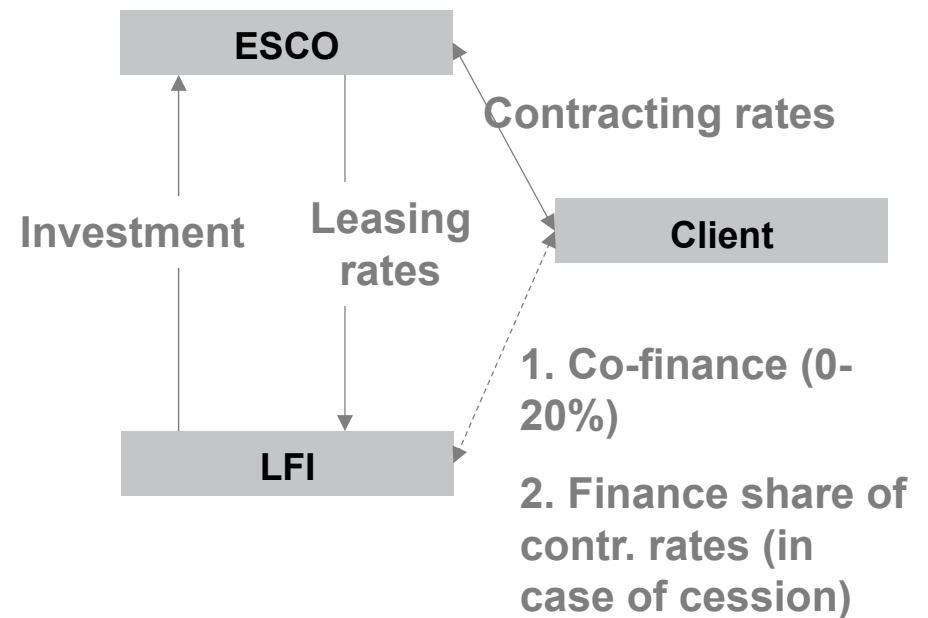 ESCO
Contracting rates
Investment
Leasing
rates
Client
1. Co-finance (0-
20%)
LFI
2. Finance share of
contr. rates (in
case of cession)